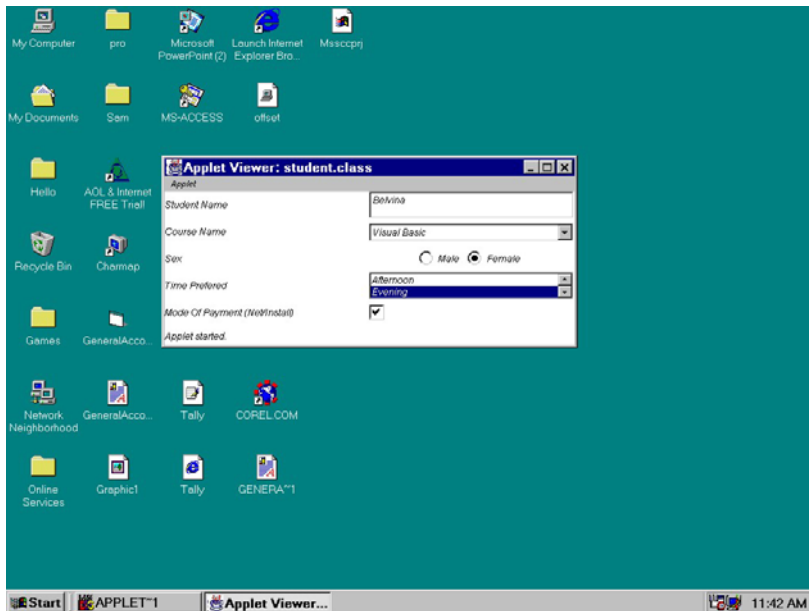 My Computer
pro
Microsoft
PowerPoint (2)
Launch Internet
Explorer Bro...
Mssccprj
My Documents
Sam
MS-ACCESS
offset
Hello
AOL & Internet
FREE Trial!
Recycle Bin
Charmap
Games
GeneralAcco...
Network
Neighborhood
GeneralAcco...
Tally
COREL.COM
Online
Services
Graphic1
Tally
GENERA~1
Applet Viewer: student.class
Applet
Student Name
Belvina
Course Name
Visual Basic
Sex
Male Female
Time Prefered
Afternoon
Evening
Mode Of Payment (Net/Install)
Applet started.
Start
APPLET~1
Applet Viewer...
11:42 AM